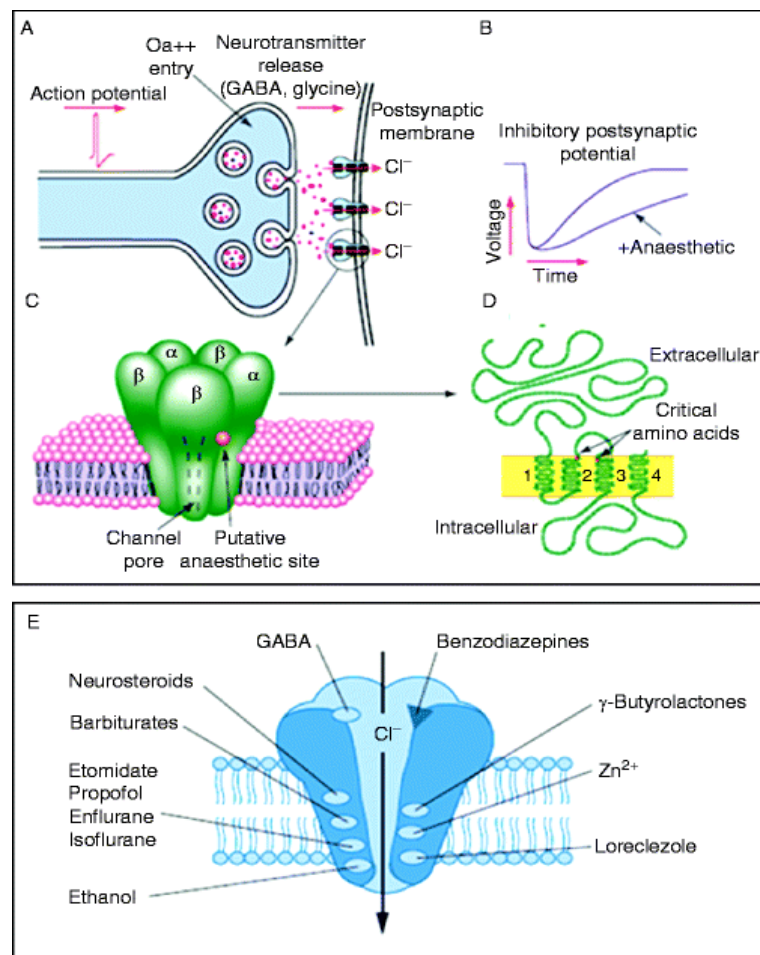 A
Oa++
entry
Neurotransmitter
release
(GABA, glycine)
Action potential
Postsynaptic
membrane
Cl⁻
Cl⁻
Cl⁻
B
Inhibitory postsynaptic
potential
Voltage
+Anaesthetic
Time
C
α
β
β
α
β
Channel
pore
Putative
anaesthetic site
D
Extracellular
Critical
amino acids
1 2 3 4
Intracellular
E
GABA
Benzodiazepines
Neurosteroids
γ-Butyrolactones
Barbiturates
Cl⁻
Zn²⁺
Etomidate
Propofol
Enflurane
Isoflurane
Loreclezole
Ethanol